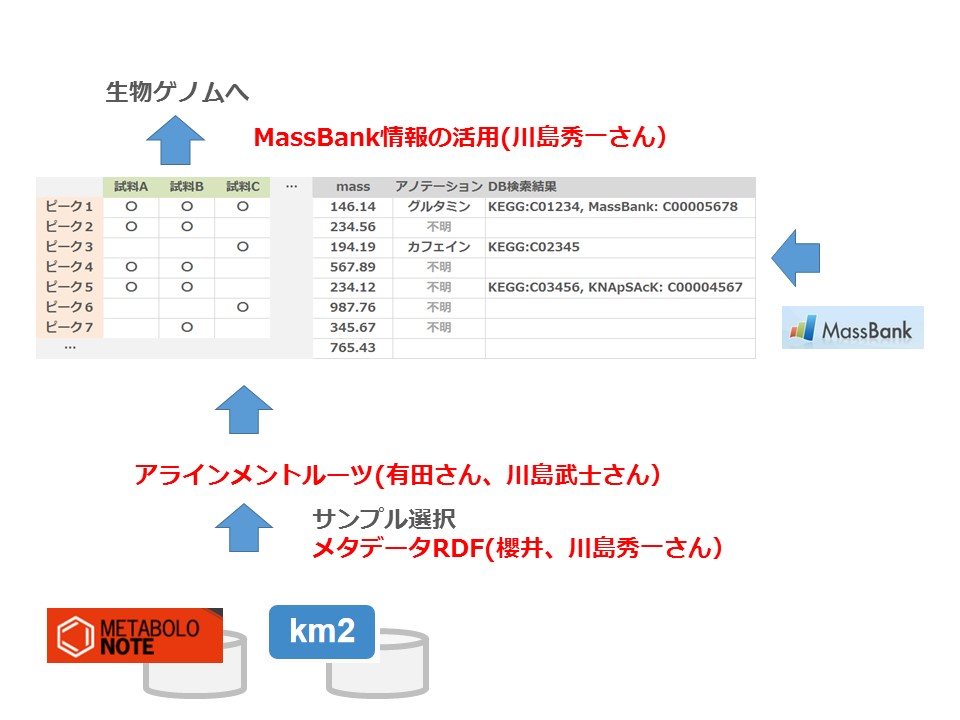 生物ゲノムへ
MassBank情報の活用(川島秀一さん）
試料A 試料B 試料C … mass アノテーション DB検索結果
ピーク1 O O O 146.14 グルタミン KEGG:C01234, MassBank: C00005678
ピーク2 O O 234.56 不明
ピーク3 O 194.19 カフェイン KEGG:C02345
ピーク4 O O 567.89 不明
ピーク5 O O 234.12 不明 KEGG:C03456, KNApSAcK: C00004567
ピーク6 O 987.76 不明
ピーク7 O 345.67 不明
… 765.43
MassBank
アラインメントルーツ(有田さん、川島武士さん）
サンプル選択
メタデータRDF(櫻井、川島秀一さん）
METABOLO
NOTE
km2